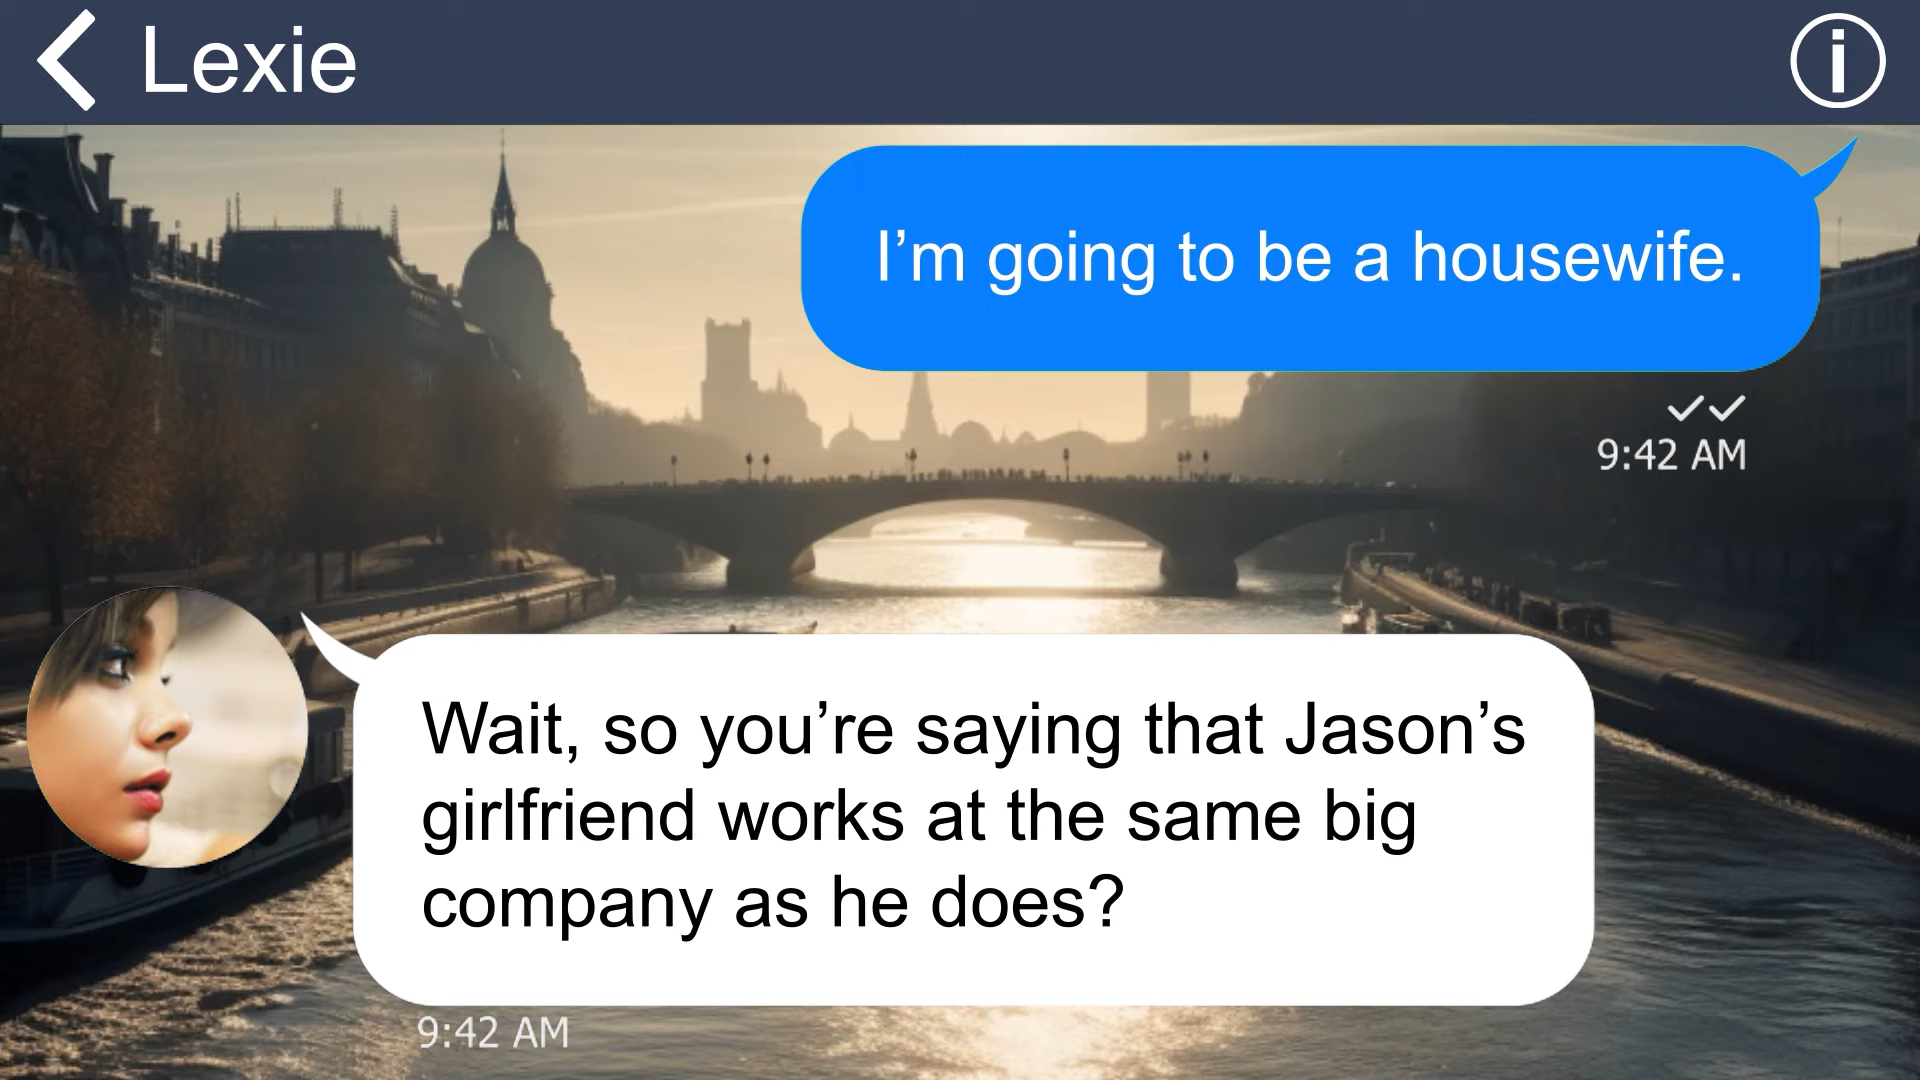 Lexie
I’m going to be a housewife.
9:42 AM
Wait, so you’re saying that Jason’s
girlfriend works at the same big
company as he does?
9:42 AM